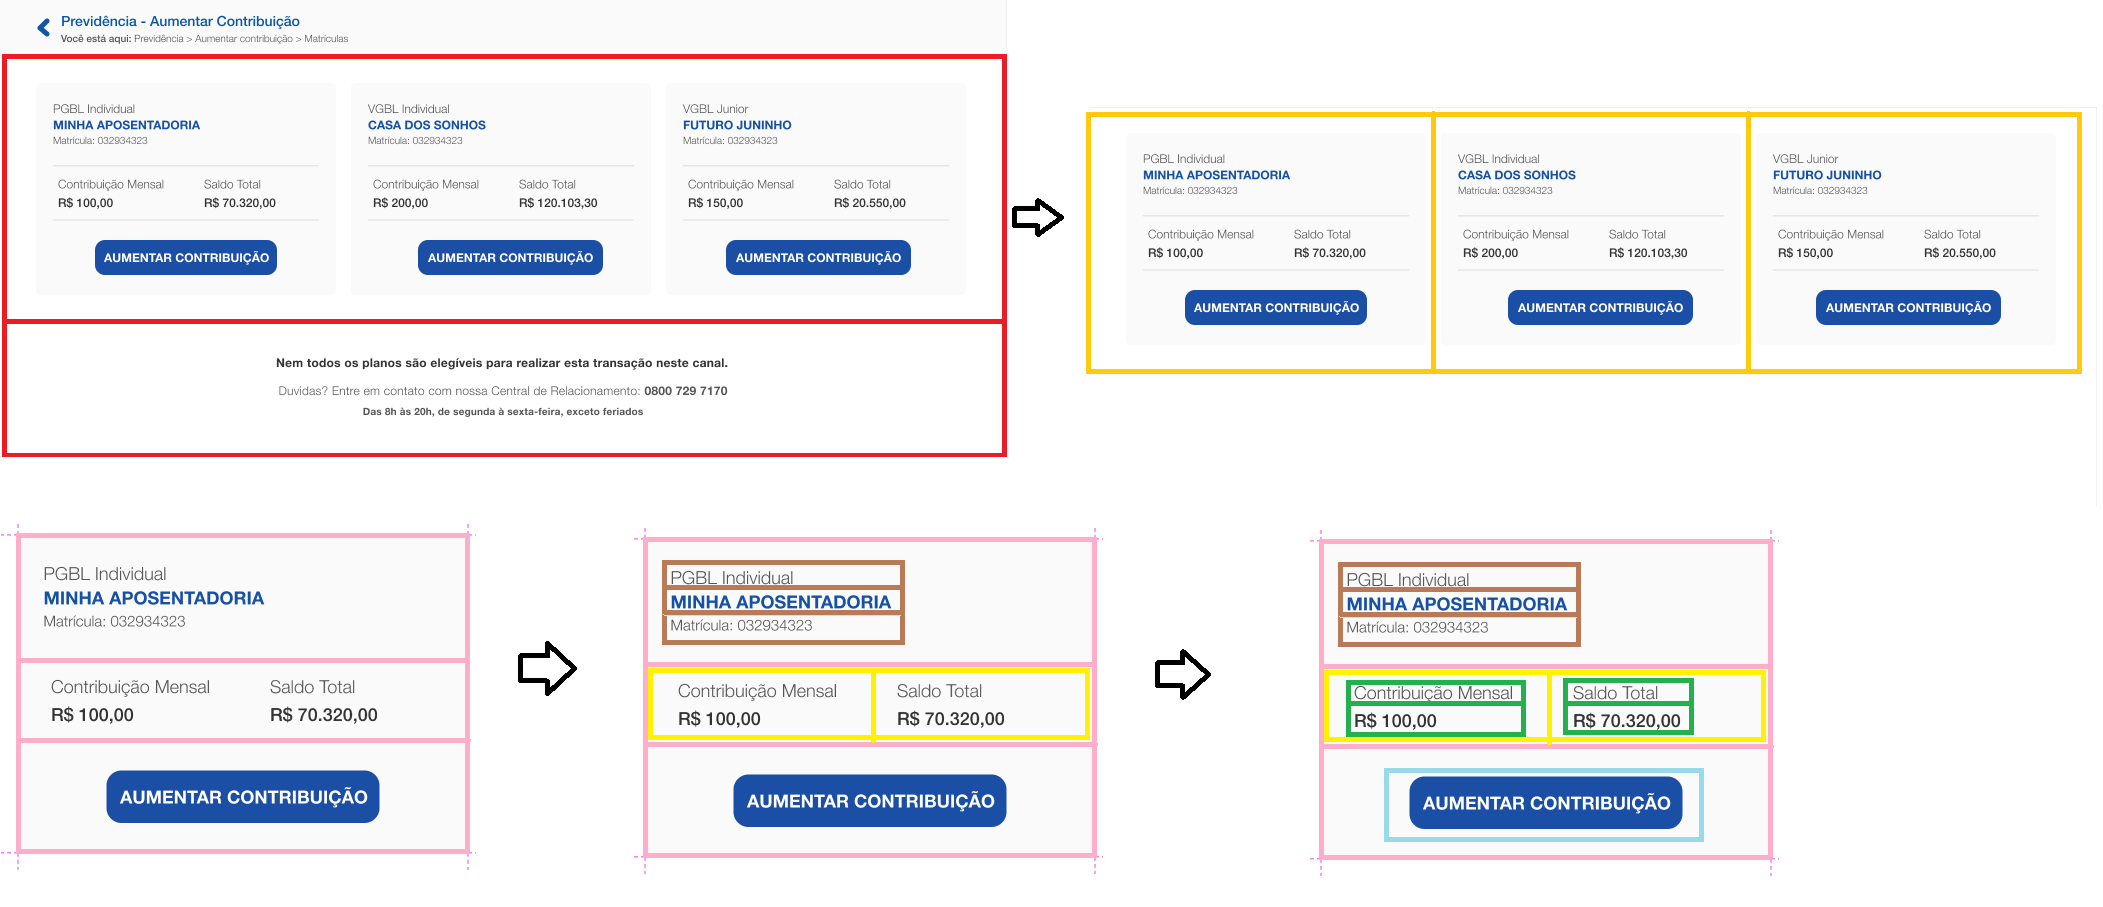 Previdência - Aumentar Contribuição
Você está aqui: Previdência > Aumentar contribuição > Matrículas
PGBL Individual
MINHA APOSENTADORIA
Matrícula: 032934323
Contribuição Mensal Saldo Total
R$ 100,00 R$ 70.320,00
AUMENTAR CONTRIBUIÇÃO
VGBL Individual
CASA DOS SONHOS
Matrícula: 032934323
Contribuição Mensal Saldo Total
R$ 200,00 R$ 120.103,30
AUMENTAR CONTRIBUIÇÃO
VGBL Junior
FUTURO JUNINHO
Matrícula: 032934323
Contribuição Mensal Saldo Total
R$ 150,00 R$ 20.550,00
AUMENTAR CONTRIBUIÇÃO
Nem todos os planos são elegíveis para realizar esta transação neste canal.
Duvidas? Entre em contato com nossa Central de Relacionamento: 0800 729 7170
Das 8h às 20h, de segunda à sexta-feira, exceto feriados
PGBL Individual
MINHA APOSENTADORIA
Matrícula: 032934323
Contribuição Mensal Saldo Total
R$ 100,00 R$ 70.320,00
AUMENTAR CONTRIBUIÇÃO
VGBL Individual
CASA DOS SONHOS
Matrícula: 032934323
Contribuição Mensal Saldo Total
R$ 200,00 R$ 120.103,30
AUMENTAR CONTRIBUIÇÃO
VGBL Junior
FUTURO JUNINHO
Matrícula: 032934323
Contribuição Mensal Saldo Total
R$ 150,00 R$ 20.550,00
AUMENTAR CONTRIBUIÇÃO
PGBL Individual
MINHA APOSENTADORIA
Matrícula: 032934323
Contribuição Mensal Saldo Total
R$ 100,00 R$ 70.320,00
AUMENTAR CONTRIBUIÇÃO
PGBL Individual
MINHA APOSENTADORIA
Matrícula: 032934323
Contribuição Mensal Saldo Total
R$ 100,00 R$ 70.320,00
AUMENTAR CONTRIBUIÇÃO
PGBL Individual
MINHA APOSENTADORIA
Matrícula: 032934323
Contribuição Mensal Saldo Total
R$ 100,00 R$ 70.320,00
AUMENTAR CONTRIBUIÇÃO